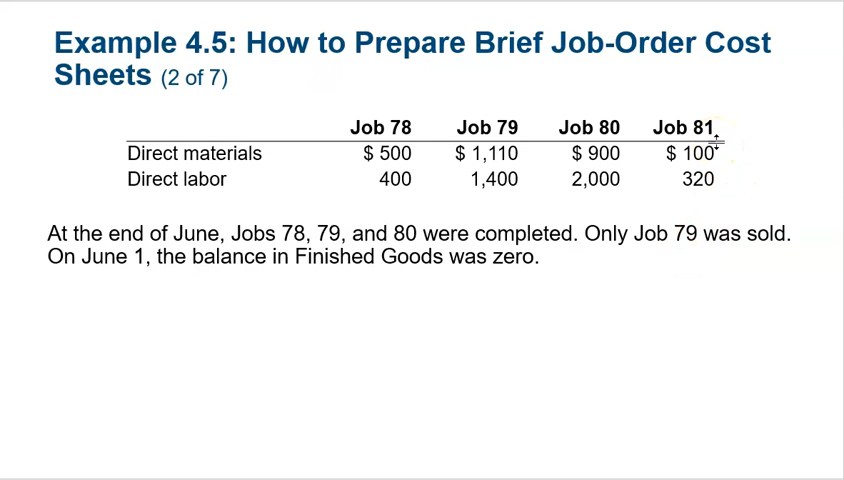 Example 4.5: How to Prepare Brief Job-Order Cost
Sheets (2 of 7)
Job 78 Job 79 Job 80 Job 81
Direct materials $ 500 $ 1,110 $ 900 $ 100
Direct labor 400 1,400 2,000 320
At the end of June, Jobs 78, 79, and 80 were completed. Only Job 79 was sold.
On June 1, the balance in Finished Goods was zero.